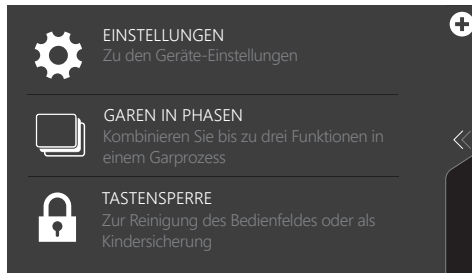 EINSTELLUNGEN
Zu den Geräte-Einstellungen
GAREN IN PHASEN
Kombinieren Sie bis zu drei Funktionen in
einem Garprozess
TASTENSPERRE
Zur Reinigung des Bedienfeldes oder als
Kindersicherung